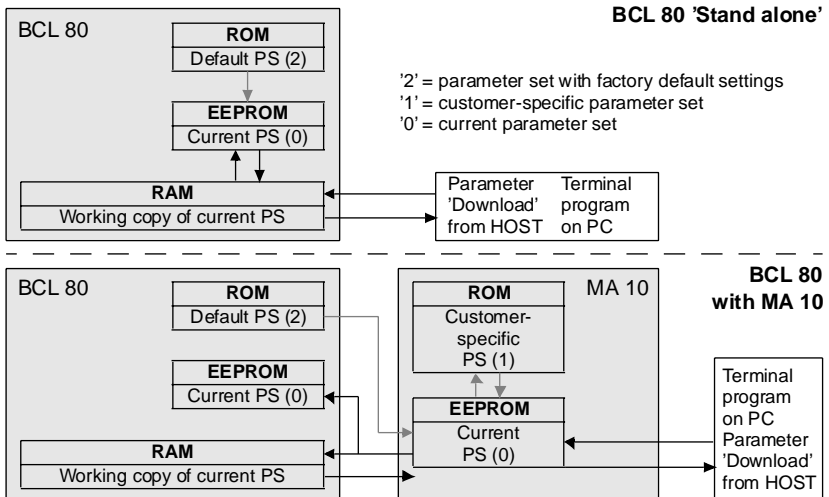 BCL 80 'Stand alone'
BCL 80
ROM
Default PS (2)
'2' = parameter set with factory default settings
'1' = customer-specific parameter set
'0' = current parameter set
EEPROM
Current PS (0)
RAM
Working copy of current PS
Parameter Terminal
'Download' program
from HOST on PC
BCL 80
with MA 10
BCL 80
ROM
Default PS (2)
EEPROM
Current PS (0)
RAM
Working copy of current PS
MA 10
ROM
Customer-
specific
PS (1)
EEPROM
Current
PS (0)
Terminal
program
on PC
Parameter
'Download'
from HOST